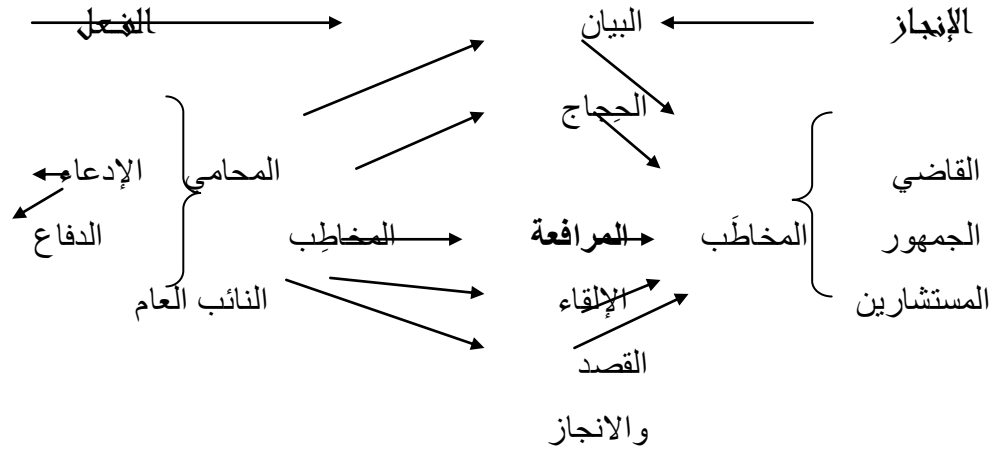 الإنجاز البيان الفعل
الحِجاج
القاضي المحامي الإدعاء
الجمهور المخاطَب المرافعة المخاطِب الدفاع
المستشارين الإلقاء النائب العام
القصد
والانجاز